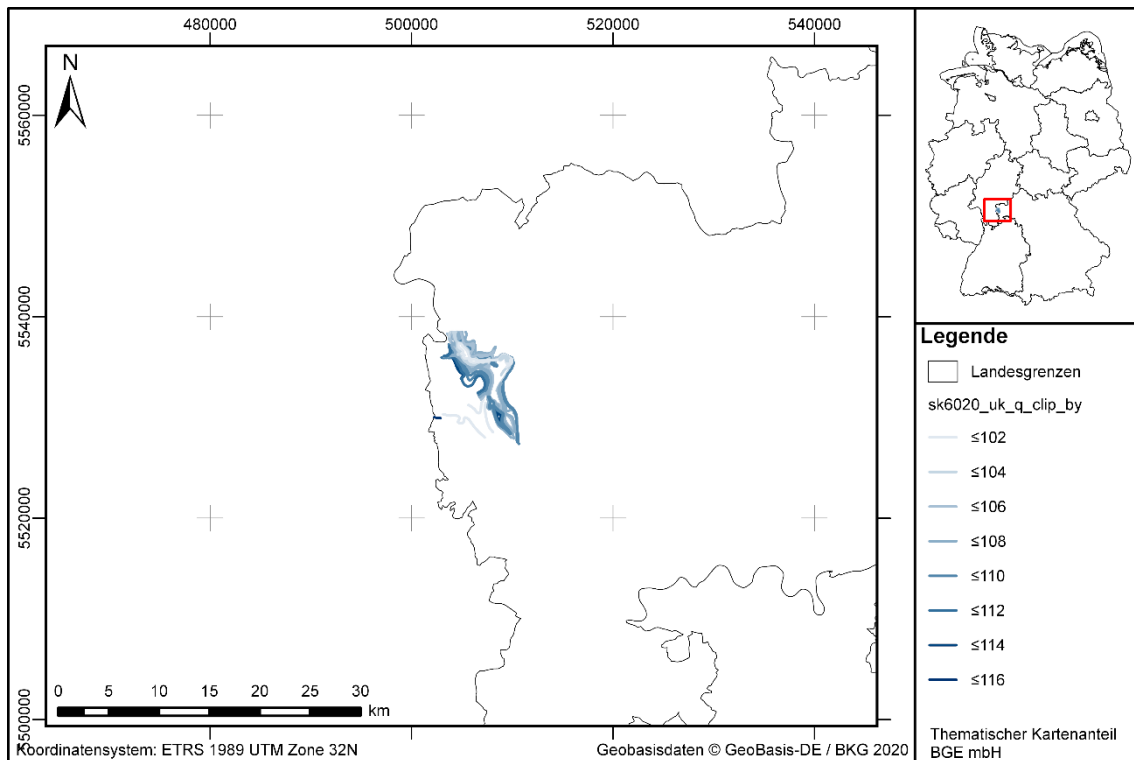 480000
500000
520000
540000
N
5560000
5540000
5520000
5500000
0
5
10
15
20
25
30
km
Koordinatensystem: ETRS 1989 UTM Zone 32N
Geobasisdaten © GeoBasis-DE / BKG 2020
Legende
Landesgrenzen
sk6020_uk_q_clip_by
≤102
≤104
≤106
≤108
≤110
≤112
≤114
≤116
Thematischer Kartenanteil
BGE mbH